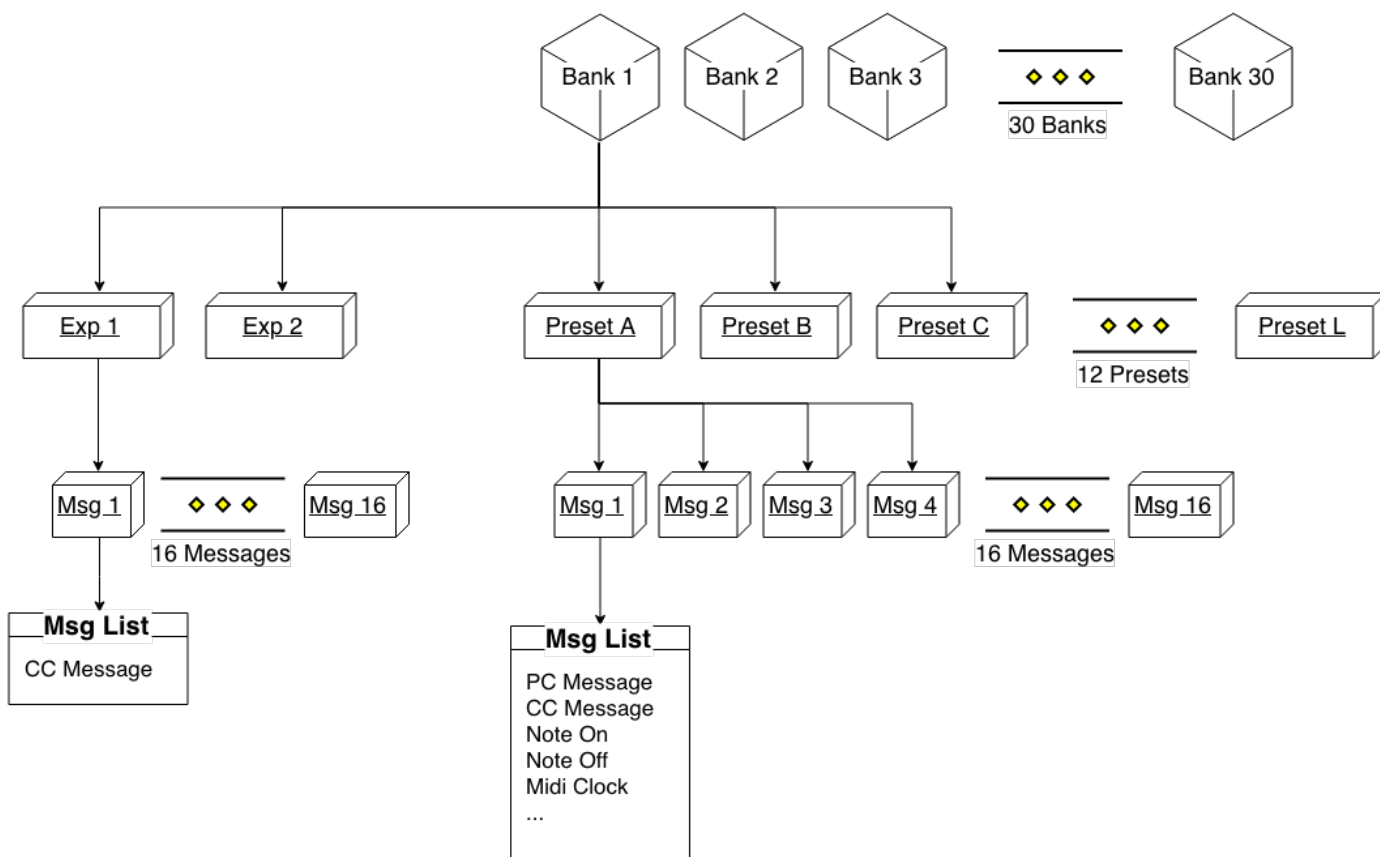 Bank 1
Bank 2
Bank 3
30 Banks
Bank 30
Exp 1
Exp 2
Preset A
Preset B
Preset C
12 Presets
Preset L
Msg 1
16 Messages
Msg 16
Msg 1
Msg 2
Msg 3
Msg 4
16 Messages
Msg 16
Msg List
CC Message
Msg List
PC Message
CC Message
Note On
Note Off
Midi Clock
...